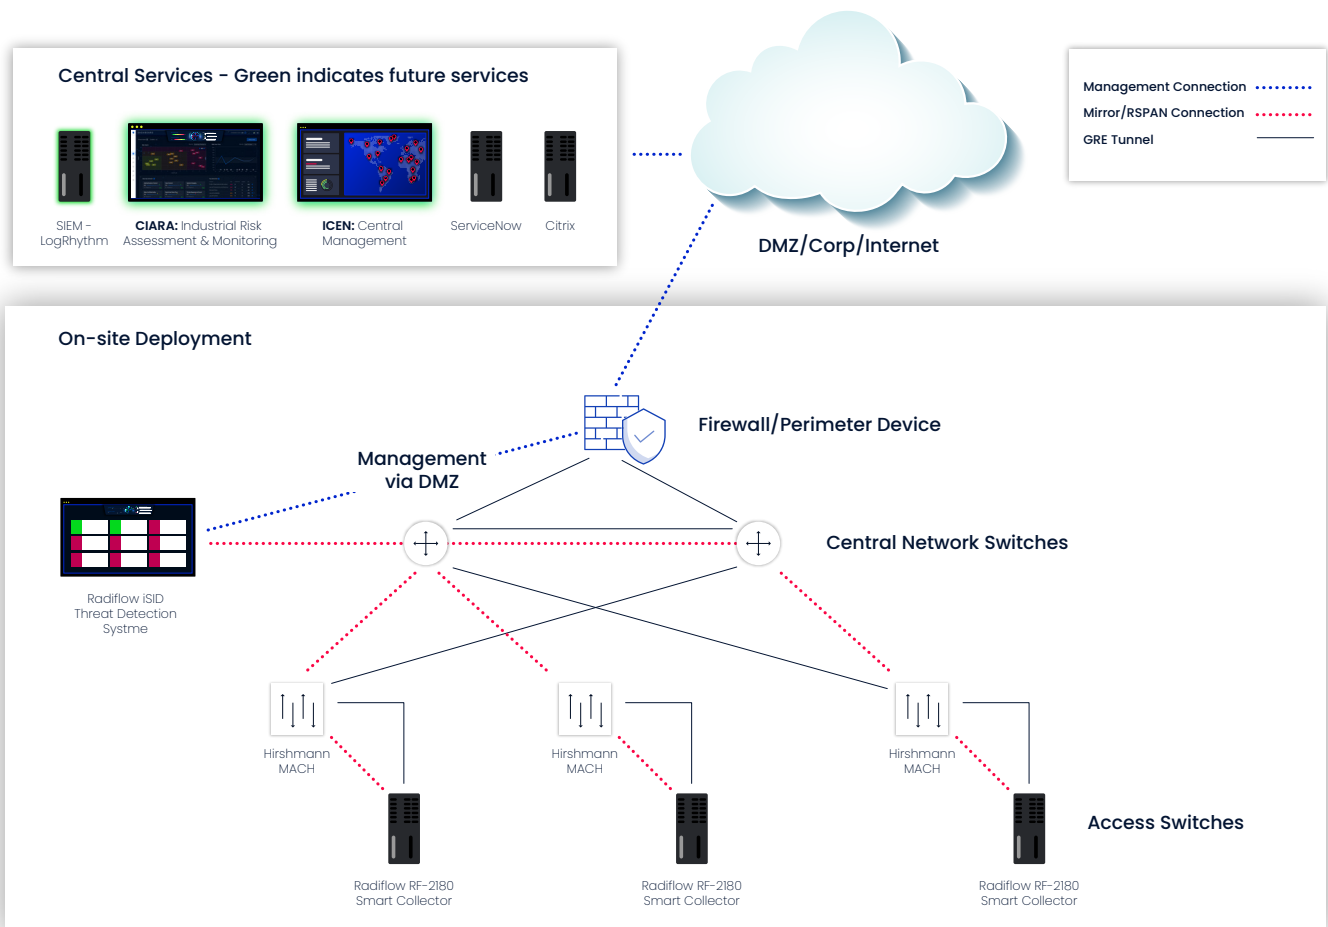 Central Services - Green indicates future services
SIEM -
LogRhythm
CIARA: Industrial Risk
Assessment & Monitoring
ICEN: Central
Management
ServiceNow
Citrix
DMZ/Corp/Internet
Management Connection
Mirror/RSPAN Connection
GRE Tunnel
On-site Deployment
Firewall/Perimeter Device
Management
via DMZ
Central Network Switches
Radiflow iSID
Threat Detection
Systme
Hirshmann
MACH
Hirshmann
MACH
Hirshmann
MACH
Access Switches
Radiflow RF-2180
Smart Collector
Radiflow RF-2180
Smart Collector
Radiflow RF-2180
Smart Collector